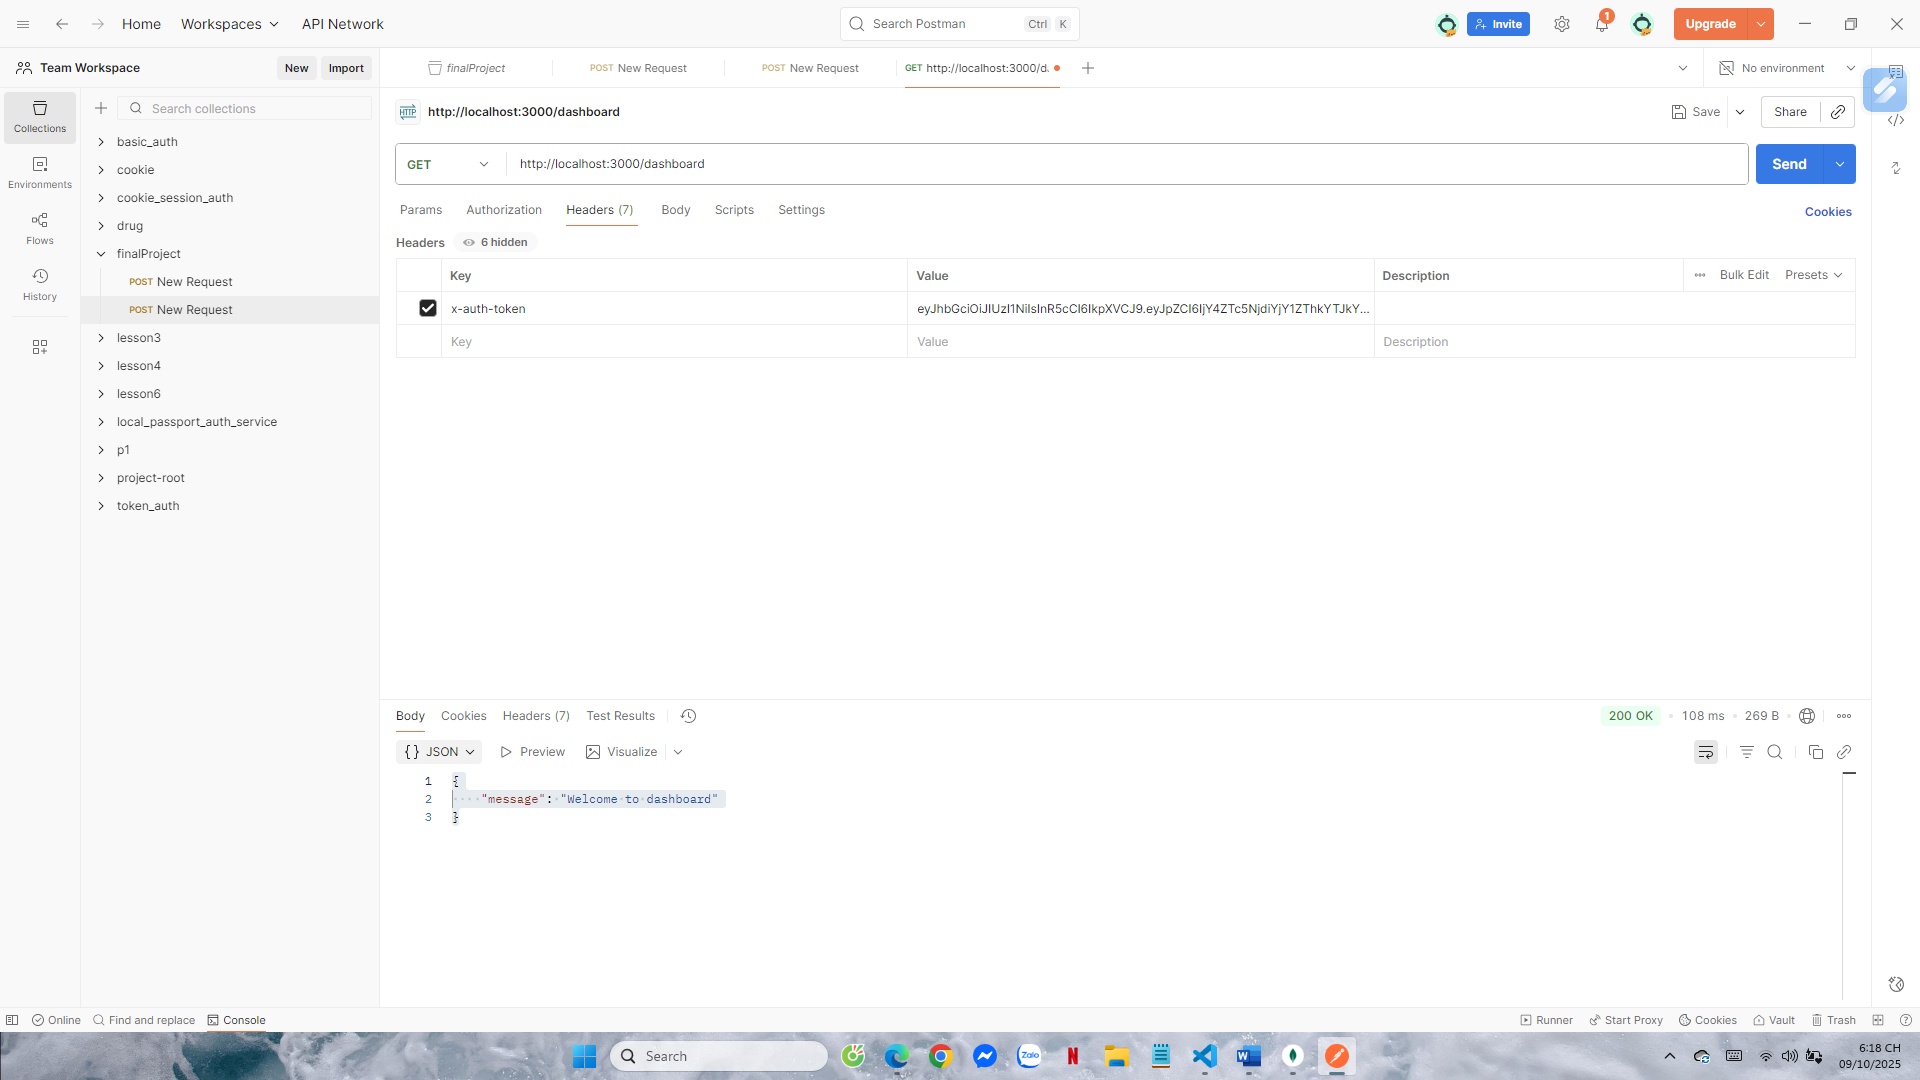 Home Workspaces API Network Search Postman Ctrl K Invite 1 Upgrade
Team Workspace New Import finalProject POST New Request POST New Request GET http://localhost:3000/d. No environment
Search collections
Collections
Environments
Flows
History
basic_auth
cookie
cookie_session_auth
drug
finalProject
POST New Request
POST New Request
lesson3
lesson4
lesson6
local_passport_auth_service
p1
project-root
token_auth
HTTP http://localhost:3000/dashboard Save Share
GET http://localhost:3000/dashboard Send
Params Authorization Headers (7) Body Scripts Settings Cookies
Headers 6 hidden
Key Value Description Bulk Edit Presets
x-auth-token
Key Value Description
Body Cookies Headers (7) Test Results 200 OK 108 ms 269 B
{} JSON Preview Visualize
1 {
2 "message": "Welcome to dashboard"
3 }
Online Find and replace Console Runner Start Proxy Cookies Vault Trash
Search Zalo N W 6:18 CH
09/10/2025